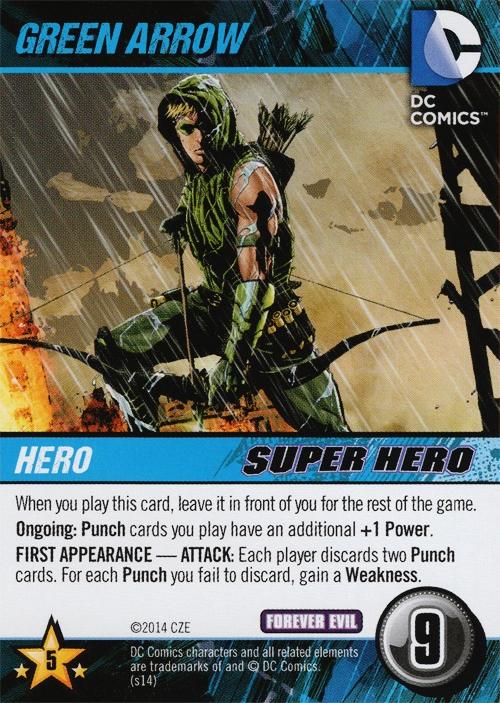 GREEN ARROW
DC
COMICS™
HERO
SUPER HERO
When you play this card, leave it in front of you for the rest of the game.
Ongoing: Punch cards you play have an additional +1 Power.
FIRST APPEARANCE — ATTACK: Each player discards two Punch
cards. For each Punch you fail to discard, gain a Weakness.
©2014 CZE
FOREVER EVIL
5
DC Comics characters and all related elements
are trademarks of and © DC Comics.
(s14)
9